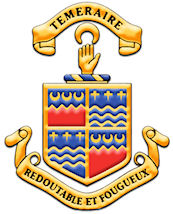 TEMERAIRE
REDOUTABLE ET FOUGUEUX